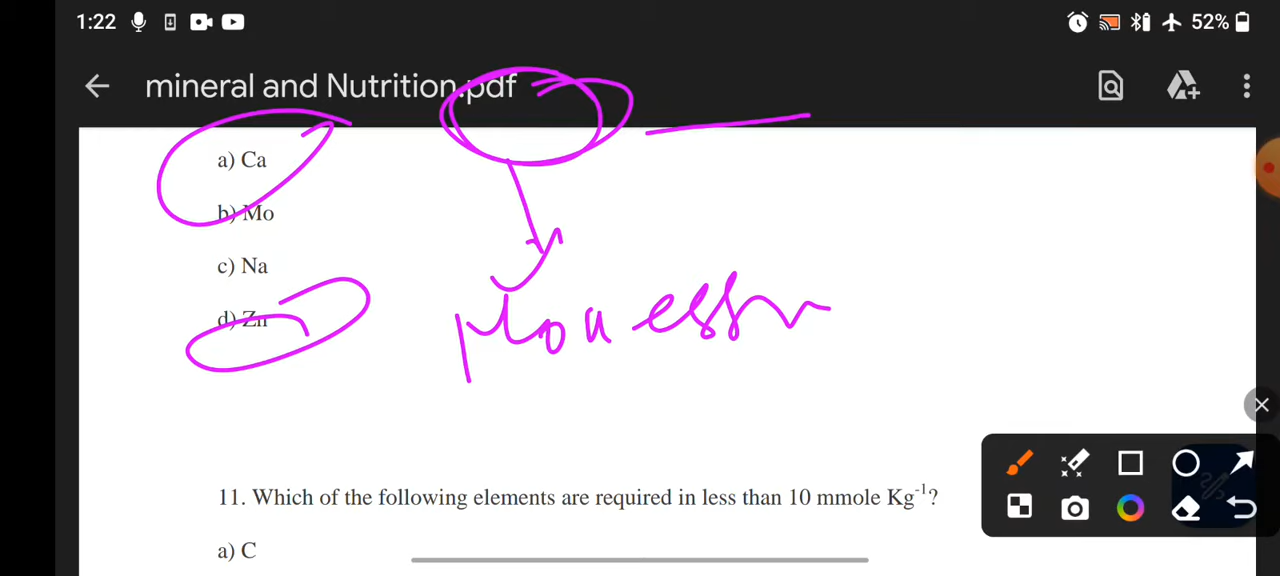 1:22 52%
mineral and Nutrition.pdf
a) Ca
b) Mo
c) Na
d) Zn
11. Which of the following elements are required in less than 10 mmole Kg⁻¹?
a) C